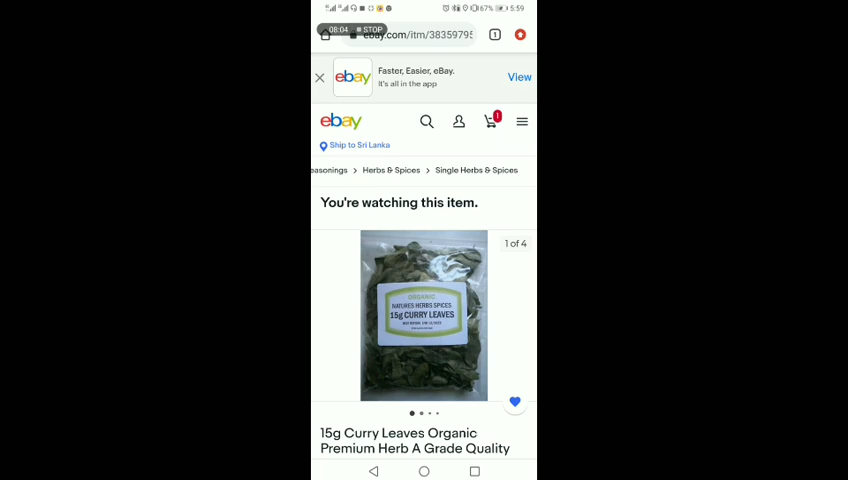 67% 5:59
08:04 STOP
ebay.com/itm/38359795
1
ebay
Faster, Easier, eBay.
It's all in the app
View
ebay
1
Ship to Sri Lanka
easonings > Herbs & Spices > Single Herbs & Spices
You're watching this item.
1 of 4
ORGANIC
NATURES HERBS SPICES
15g CURRY LEAVES
15g Curry Leaves Organic
Premium Herb A Grade Quality